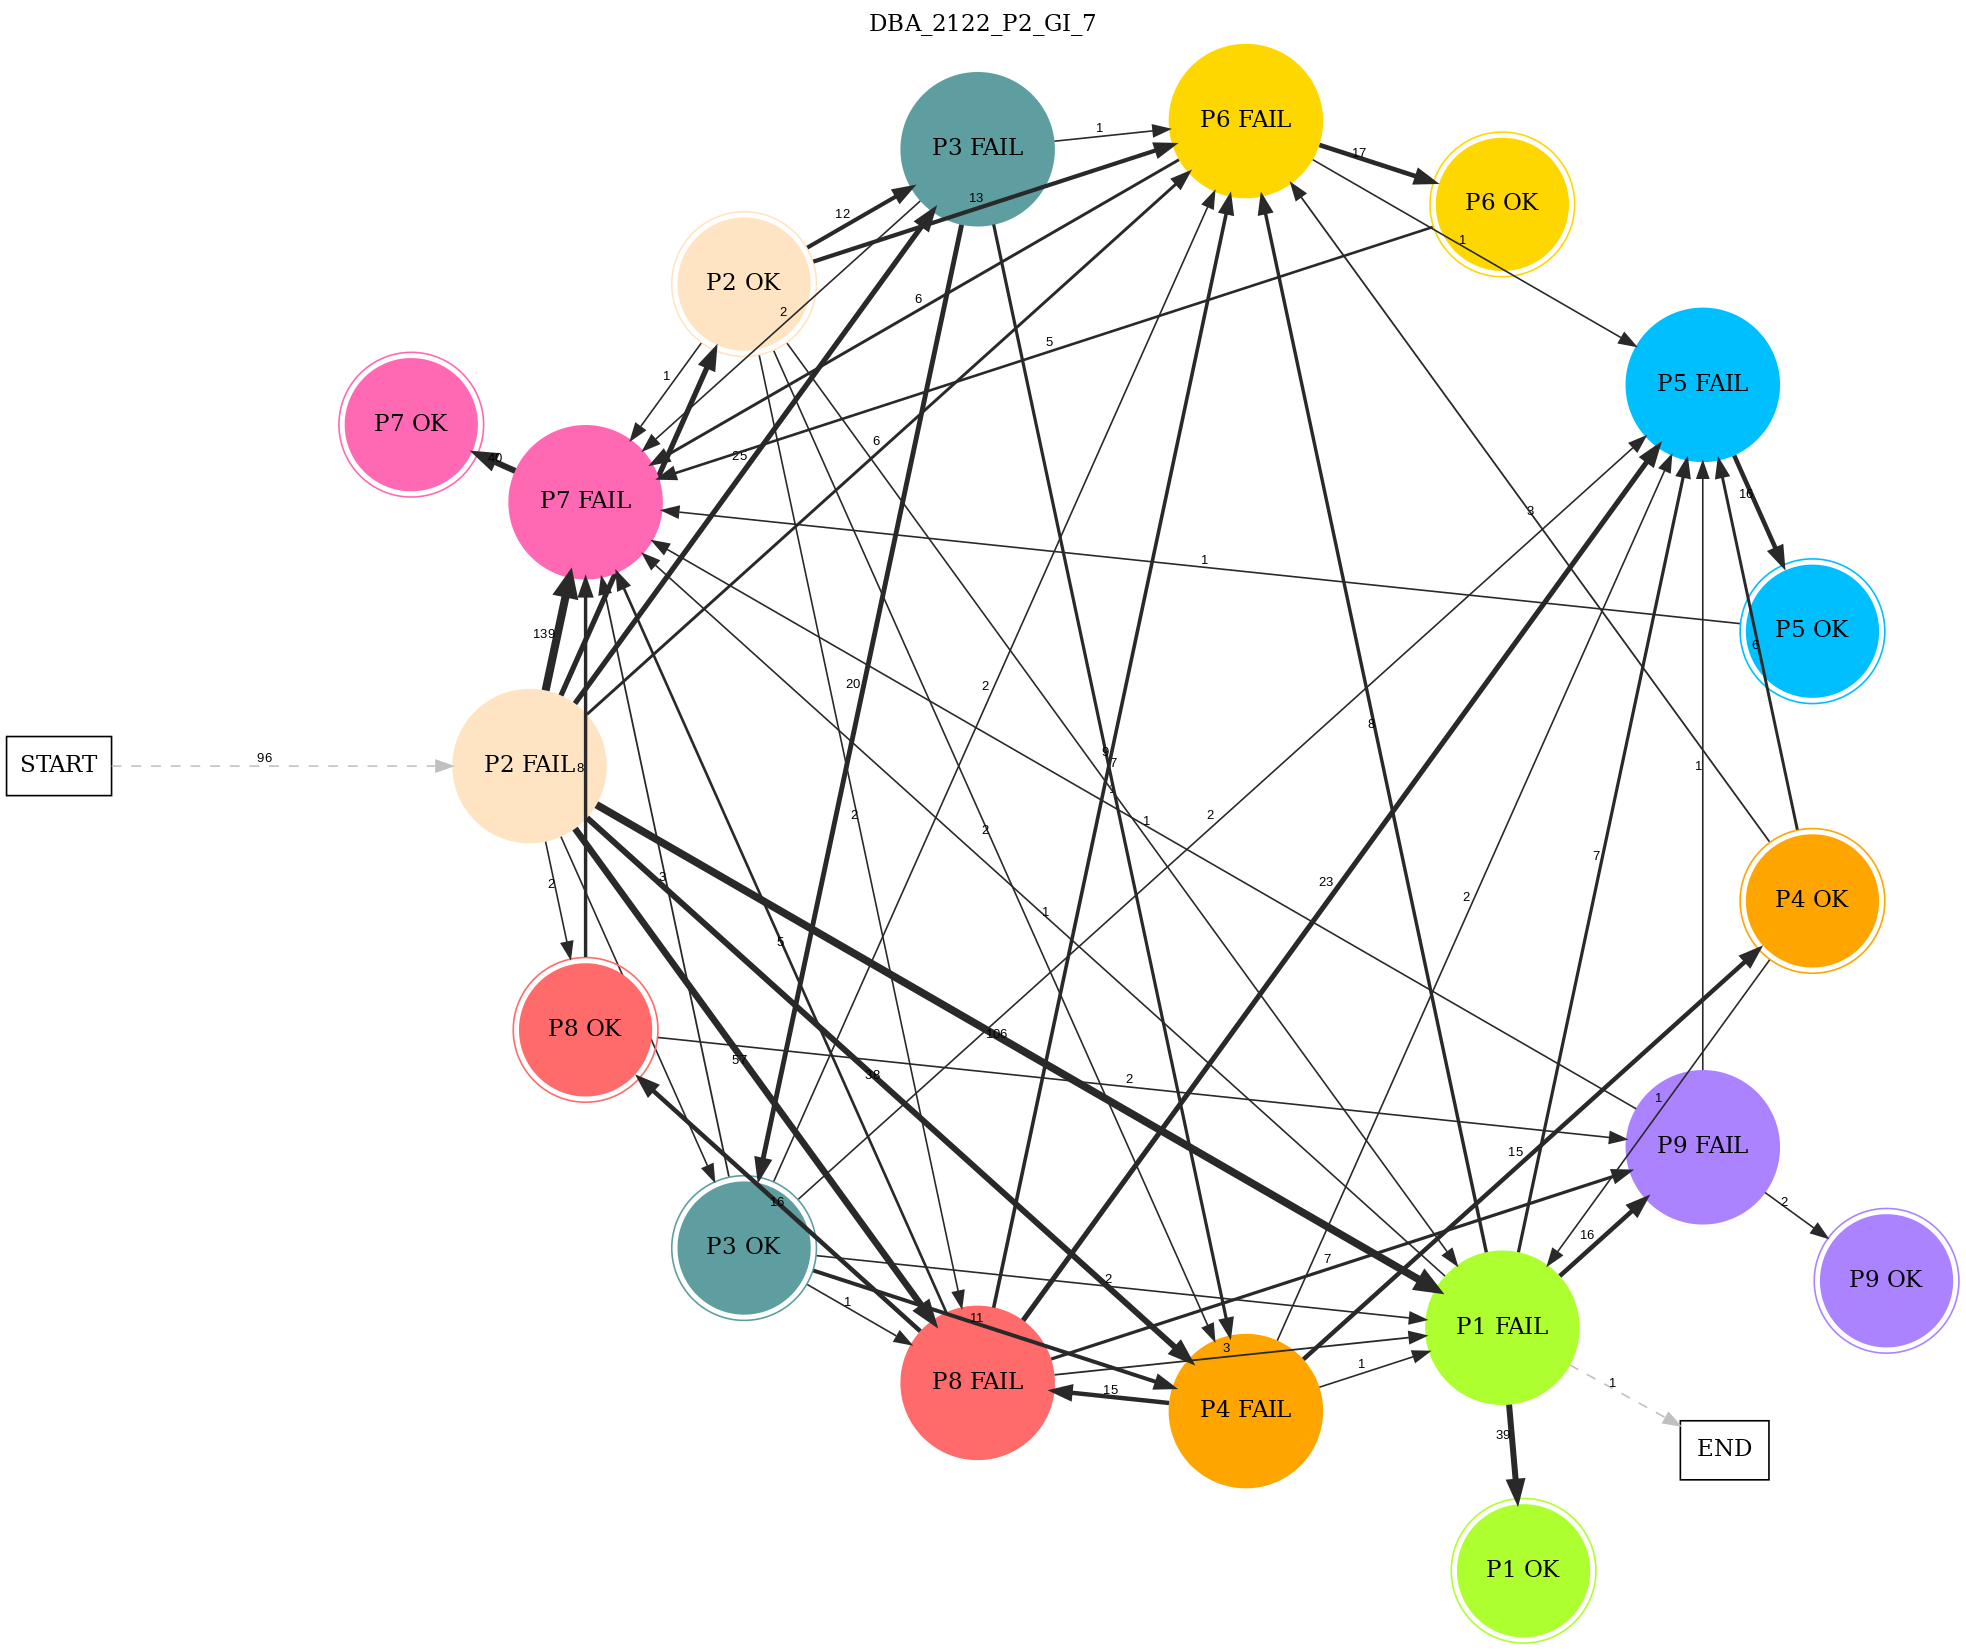 DBA_2122_P2_GI_7
P3 FAIL
P6 FAIL
P6 OK
P2 OK
P5 FAIL
P7 OK
P7 FAIL
P5 OK
START
P2 FAIL
P4 OK
P8 OK
P9 FAIL
P3 OK
P9 OK
P8 FAIL
P4 FAIL
P1 FAIL
END
P1 OK
1
17
13
12
1
6
2
5
1
25
6
40
16
3
1
139
6
2
20
8
9
7
1
96
8
1
1
2
2
2
7
3
23
2
2
1
5
106
57
38
2
1
15
16
2
16
7
2
1
11
3
1
15
1
39